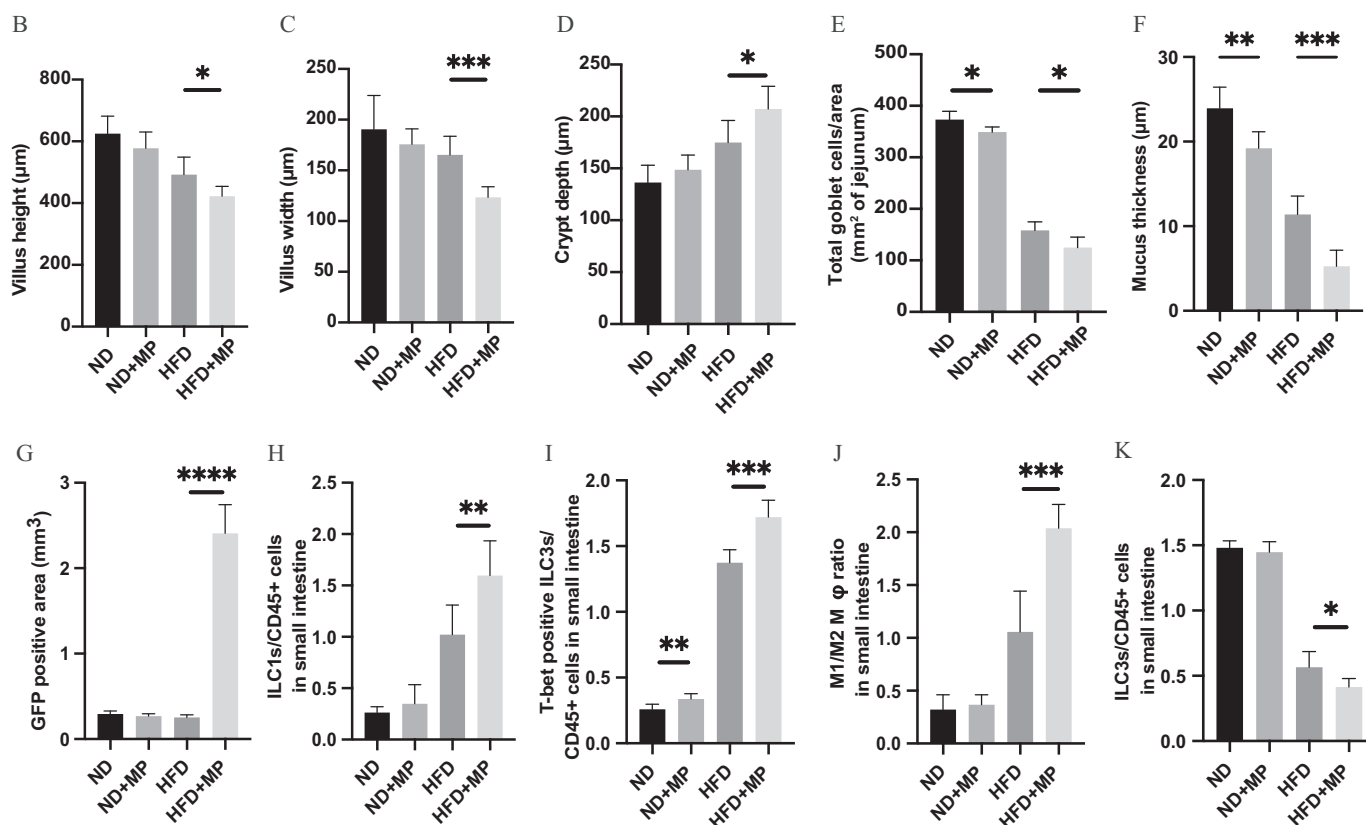 B
Villus height (µm)
800
600
400
200
0
*
ND
ND+MP
HFD
HFD+MP
C
Villus width (µm)
250
200
150
100
50
0
***
ND
ND+MP
HFD
HFD+MP
D
Crypt depth (µm)
250
200
150
100
50
0
*
ND
ND+MP
HFD
HFD+MP
E
Total goblet cells/area
(mm² of jejunum)
500
400
300
200
100
0
*
*
ND
ND+MP
HFD
HFD+MP
F
Mucus thickness (µm)
30
20
10
0
**
***
ND
ND+MP
HFD
HFD+MP
G
GFP positive area (mm³)
3
2
1
0
****
ND
ND+MP
HFD
HFD+MP
H
ILC1s/CD45+ cells
in small intestine
2.5
2.0
1.5
1.0
0.5
0.0
**
ND
ND+MP
HFD
HFD+MP
I
T-bet positive ILC3s/
CD45+ cells in small intestine
2.0
1.5
1.0
0.5
0.0
**
***
ND
ND+MP
HFD
HFD+MP
J
M1/M2 M φ ratio
in small intestine
2.5
2.0
1.5
1.0
0.5
0.0
***
ND
ND+MP
HFD
HFD+MP
K
ILC3s/CD45+ cells
in small intestine
2.0
1.5
1.0
0.5
0.0
*
ND
ND+MP
HFD
HFD+MP